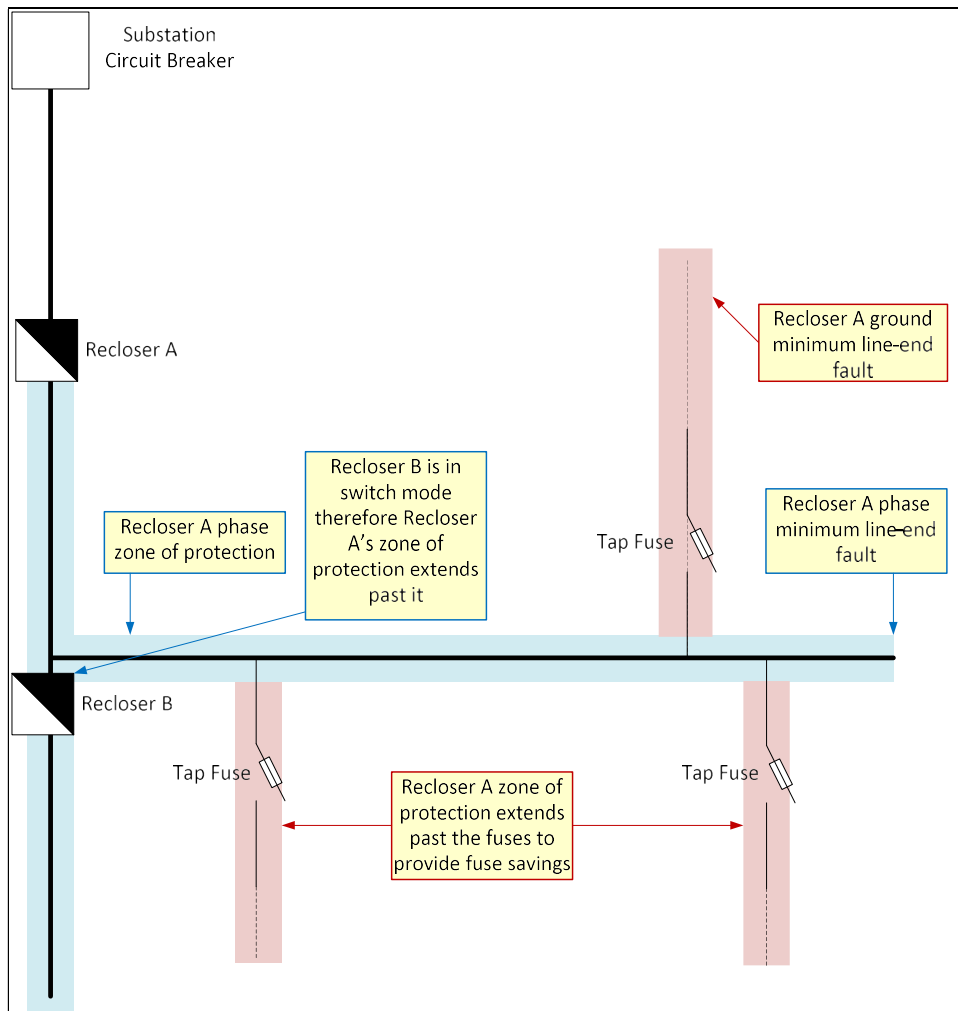 Substation
Circuit Breaker
Recloser A ground
minimum line-end
fault
Recloser A
Recloser B is in
switch mode
therefore Recloser
A's zone of
protection extends
past it
Recloser A phase
zone of protection
Recloser A phase
minimum line-end
fault
Tap Fuse
Recloser B
Tap Fuse
Tap Fuse
Recloser A zone of
protection extends
past the fuses to
provide fuse savings